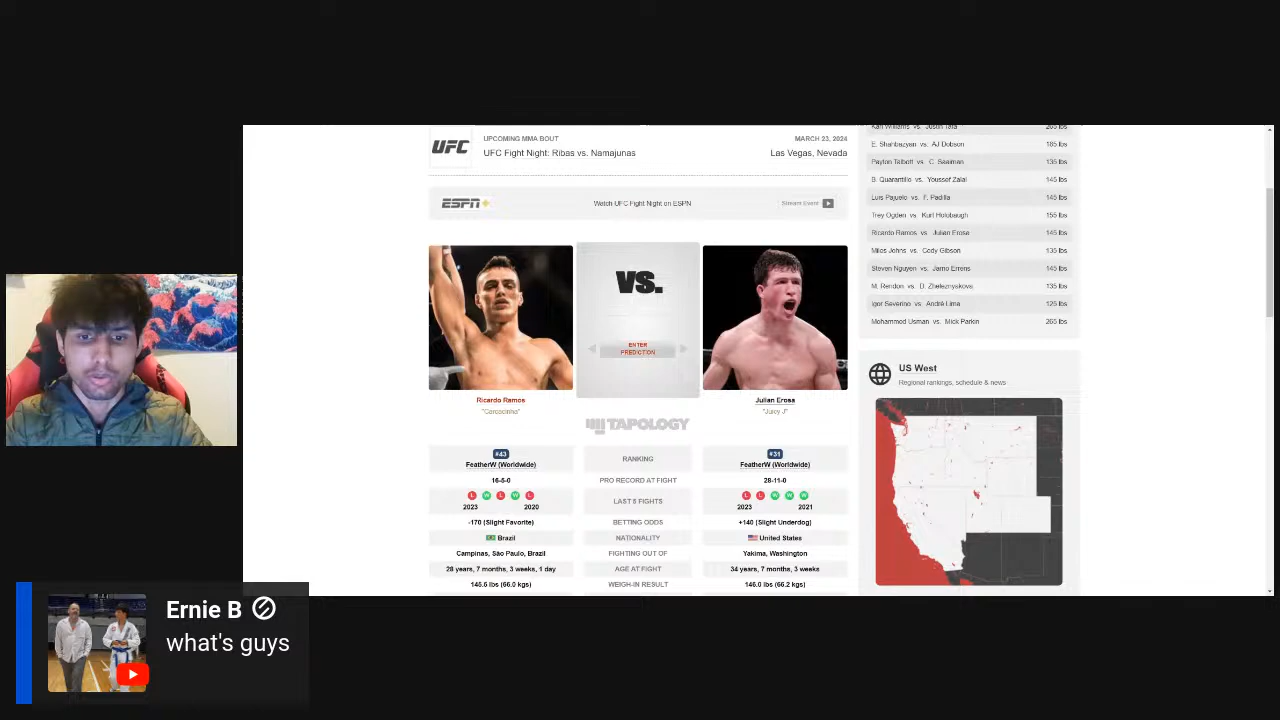 UFC
UPCOMING MMA BOUT
MARCH 23, 2024
UFC Fight Night: Ribas vs. Namajunas
Las Vegas, Nevada
ESPN+
Watch UFC Fight Night on ESPN
Stream Event
VS.
ENTER
PREDICTION
Ricardo Ramos
"Carcacinha"
Julian Erosa
"Juicy J"
TAPOLOGY
#43
FeatherW (Worldwide)
RANKING
#31
FeatherW (Worldwide)
16-5-0
PRO RECORD AT FIGHT
28-11-0
L W L W L
2023 2020
LAST 5 FIGHTS
L L W W W
2023 2021
-170 (Slight Favorite)
BETTING ODDS
+140 (Slight Underdog)
Brazil
NATIONALITY
United States
Campinas, São Paulo, Brazil
FIGHTING OUT OF
Yakima, Washington
28 years, 7 months, 3 weeks, 1 day
AGE AT FIGHT
34 years, 7 months, 3 weeks
145.6 lbs (66.0 kgs)
WEIGH-IN RESULT
146.0 lbs (66.2 kgs)
Karl Williams vs. Justin Tafa 265 lbs
E. Shahbazyan vs. AJ Dobson 185 lbs
Payton Talbott vs. C. Saaiman 135 lbs
B. Quarantillo vs. Youssef Zalal 145 lbs
Luis Pajuelo vs. F. Padilla 145 lbs
Trey Ogden vs. Kurt Holobaugh 155 lbs
Ricardo Ramos vs. Julian Erosa 145 lbs
Miles Johns vs. Cody Gibson 135 lbs
Steven Nguyen vs. Jarno Errens 145 lbs
M. Rendon vs. D. Zheleznyakova 135 lbs
Igor Severino vs. André Lima 125 lbs
Mohammed Usman vs. Mick Parkin 265 lbs
US West
Regional rankings, schedule & news
Ernie B
what's guys